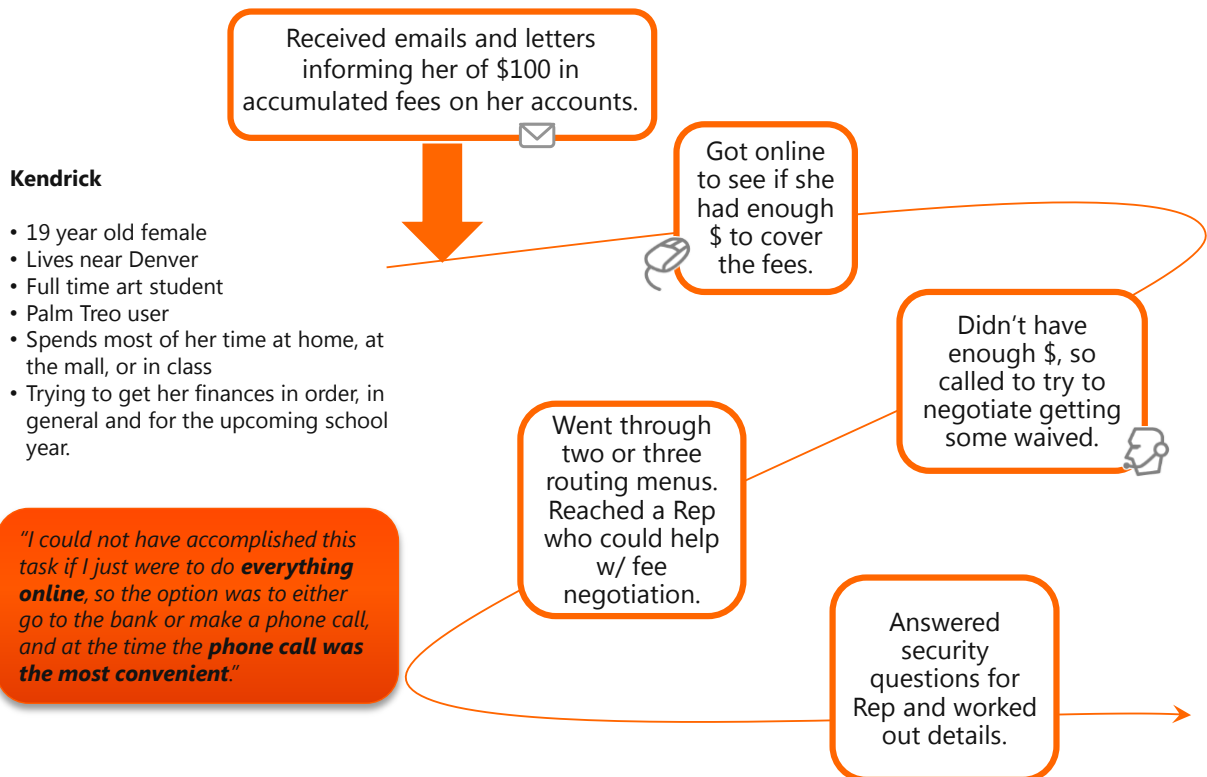 Received emails and letters
informing her of $100 in
accumulated fees on her accounts.
Got online
to see if she
had enough
$ to cover
the fees.
Kendrick
• 19 year old female
• Lives near Denver
• Full time art student
• Palm Treo user
• Spends most of her time at home, at
the mall, or in class
• Trying to get her finances in order, in
general and for the upcoming school
year.
Didn’t have
enough $, so
called to try to
negotiate getting
some waived.
Went through
two or three
routing menus.
Reached a Rep
who could help
w/ fee
negotiation.
"I could not have accomplished this
task if I just were to do everything
online, so the option was to either
go to the bank or make a phone call,
and at the time the phone call was
the most convenient."
Answered
security
questions for
Rep and worked
out details.